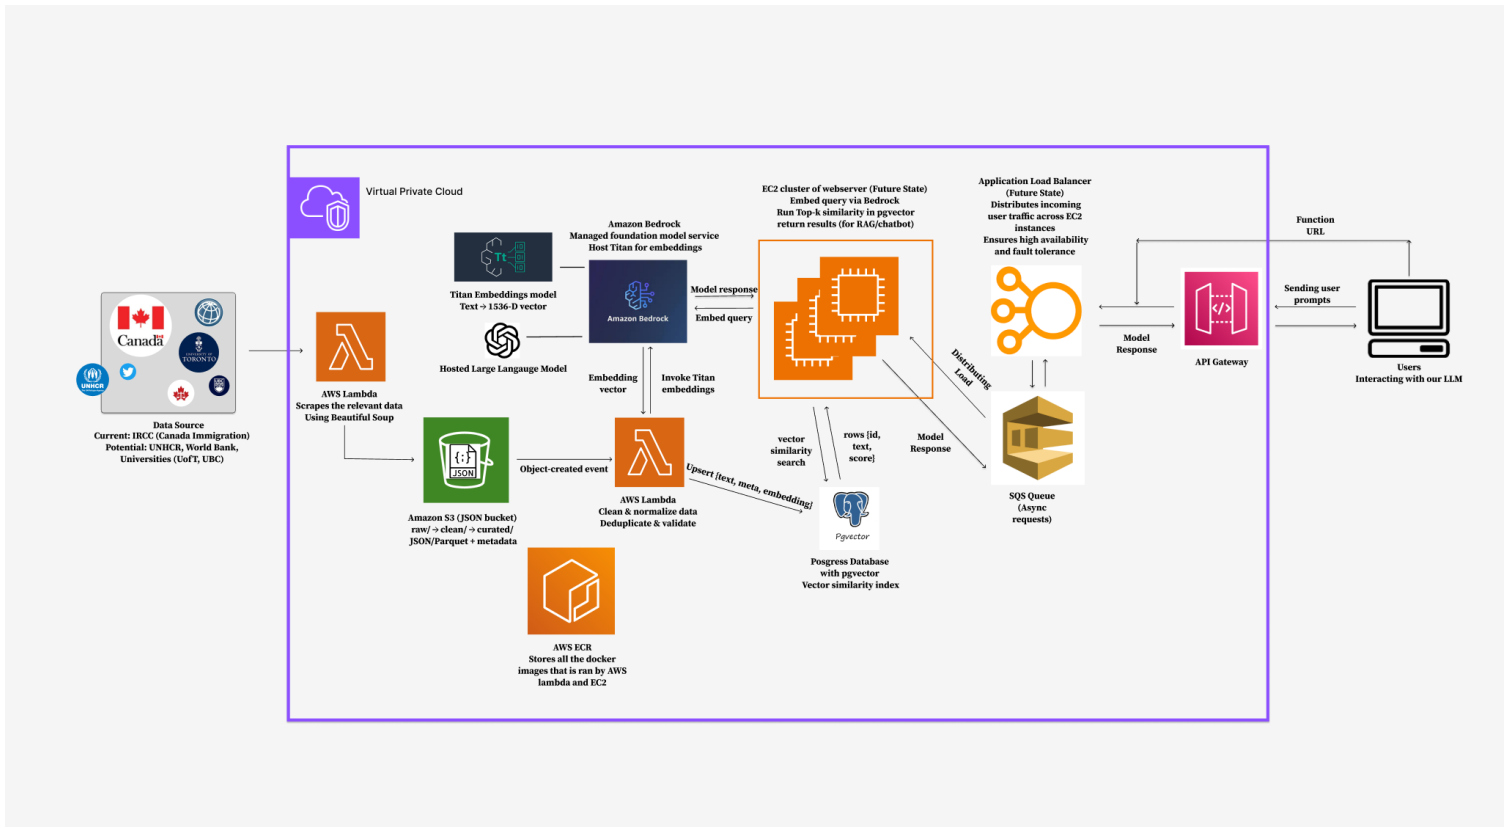 Virtual Private Cloud
Canada
UNIVERSITY OF
TORONTO
UNHCR
UBC
Data Source
Current: IRCC (Canada Immigration)
Potential: UNHCR, World Bank,
Universities (UofT, UBC)
AWS Lambda
Scrapes the relevant data
Using Beautiful Soup
{;}
JSON
Amazon S3 (JSON bucket)
raw/ → clean/ → curated/
JSON/Parquet + metadata
Object-created event
AWS Lambda
Clean & normalize data
Deduplicate & validate
AWS ECR
Stores all the docker
images that is ran by AWS
lambda and EC2
Tt
Titan Embeddings model
Text → 1536-D vector
Hosted Large Langauge Model
Amazon Bedrock
Managed foundation model service
Host Titan for embeddings
Amazon Bedrock
Embedding
vector
Invoke Titan
embeddings
Model response
Embed query
Upsert {text, meta, embedding}
EC2 cluster of webserver (Future State)
Embed query via Bedrock
Run Top-k similarity in pgvector
return results (for RAG/chatbot)
vector
similarity
search
rows {id,
text,
score}
Pgvector
Posgress Database
with pgvector
Vector similarity index
Distributing
Load
Model
Response
Application Load Balancer
(Future State)
Distributes incoming
user traffic across EC2
instances
Ensures high availability
and fault tolerance
SQS Queue
(Async
requests)
Model
Response
</>
API Gateway
Function
URL
Sending user
prompts
Users
Interacting with our LLM